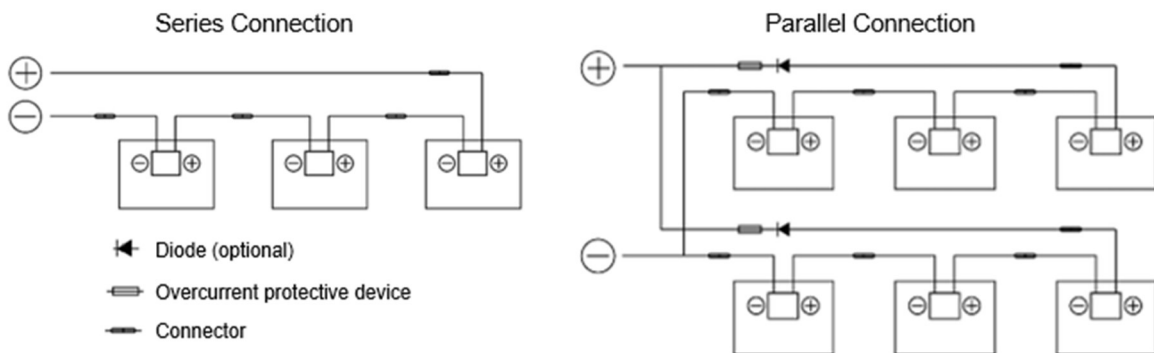 Series Connection
Parallel Connection
+
−
− + − + − +
Diode (optional)
Overcurrent protective device
Connector
+
− + − + − +
−
− + − + − +